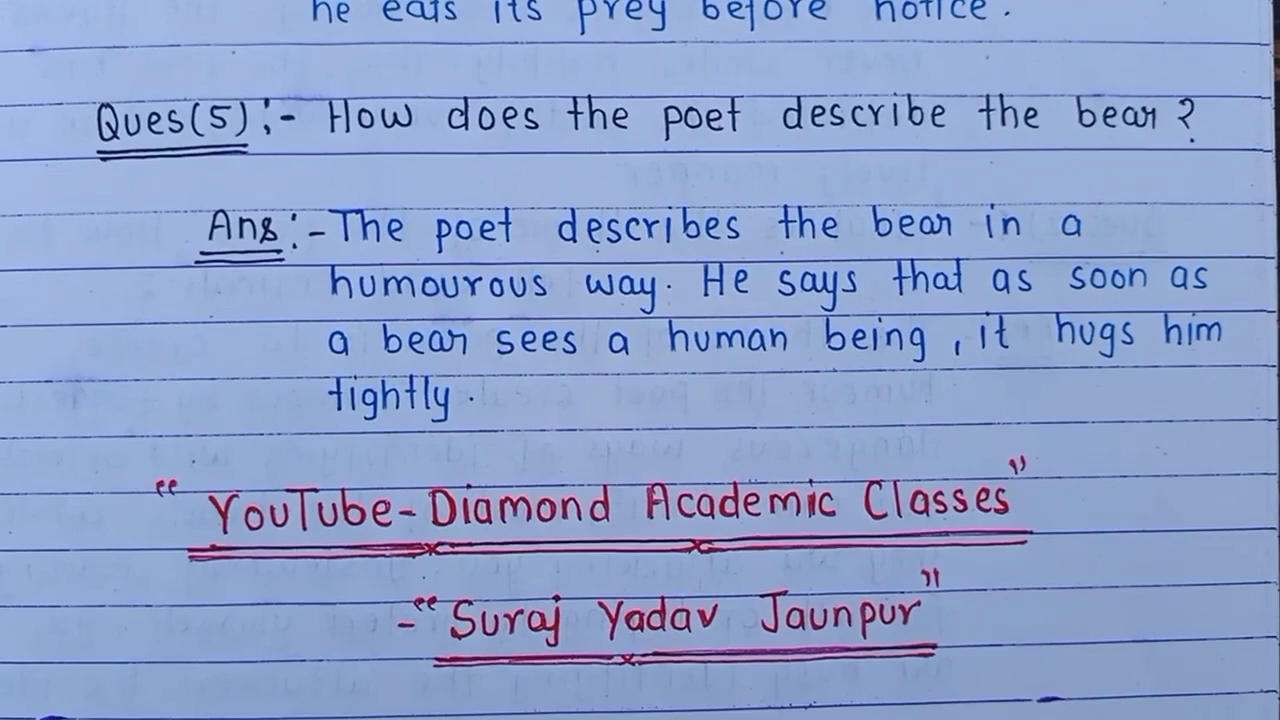 he eats its prey before notice.
Ques(5):- How does the poet describe the bear?
Ans:- The poet describes the bear in a
humourous way. He says that as soon as
a bear sees a human being, it hugs him
tightly.
"YouTube-Diamond Academic Classes"
-"Suraj Yadav Jaunpur"